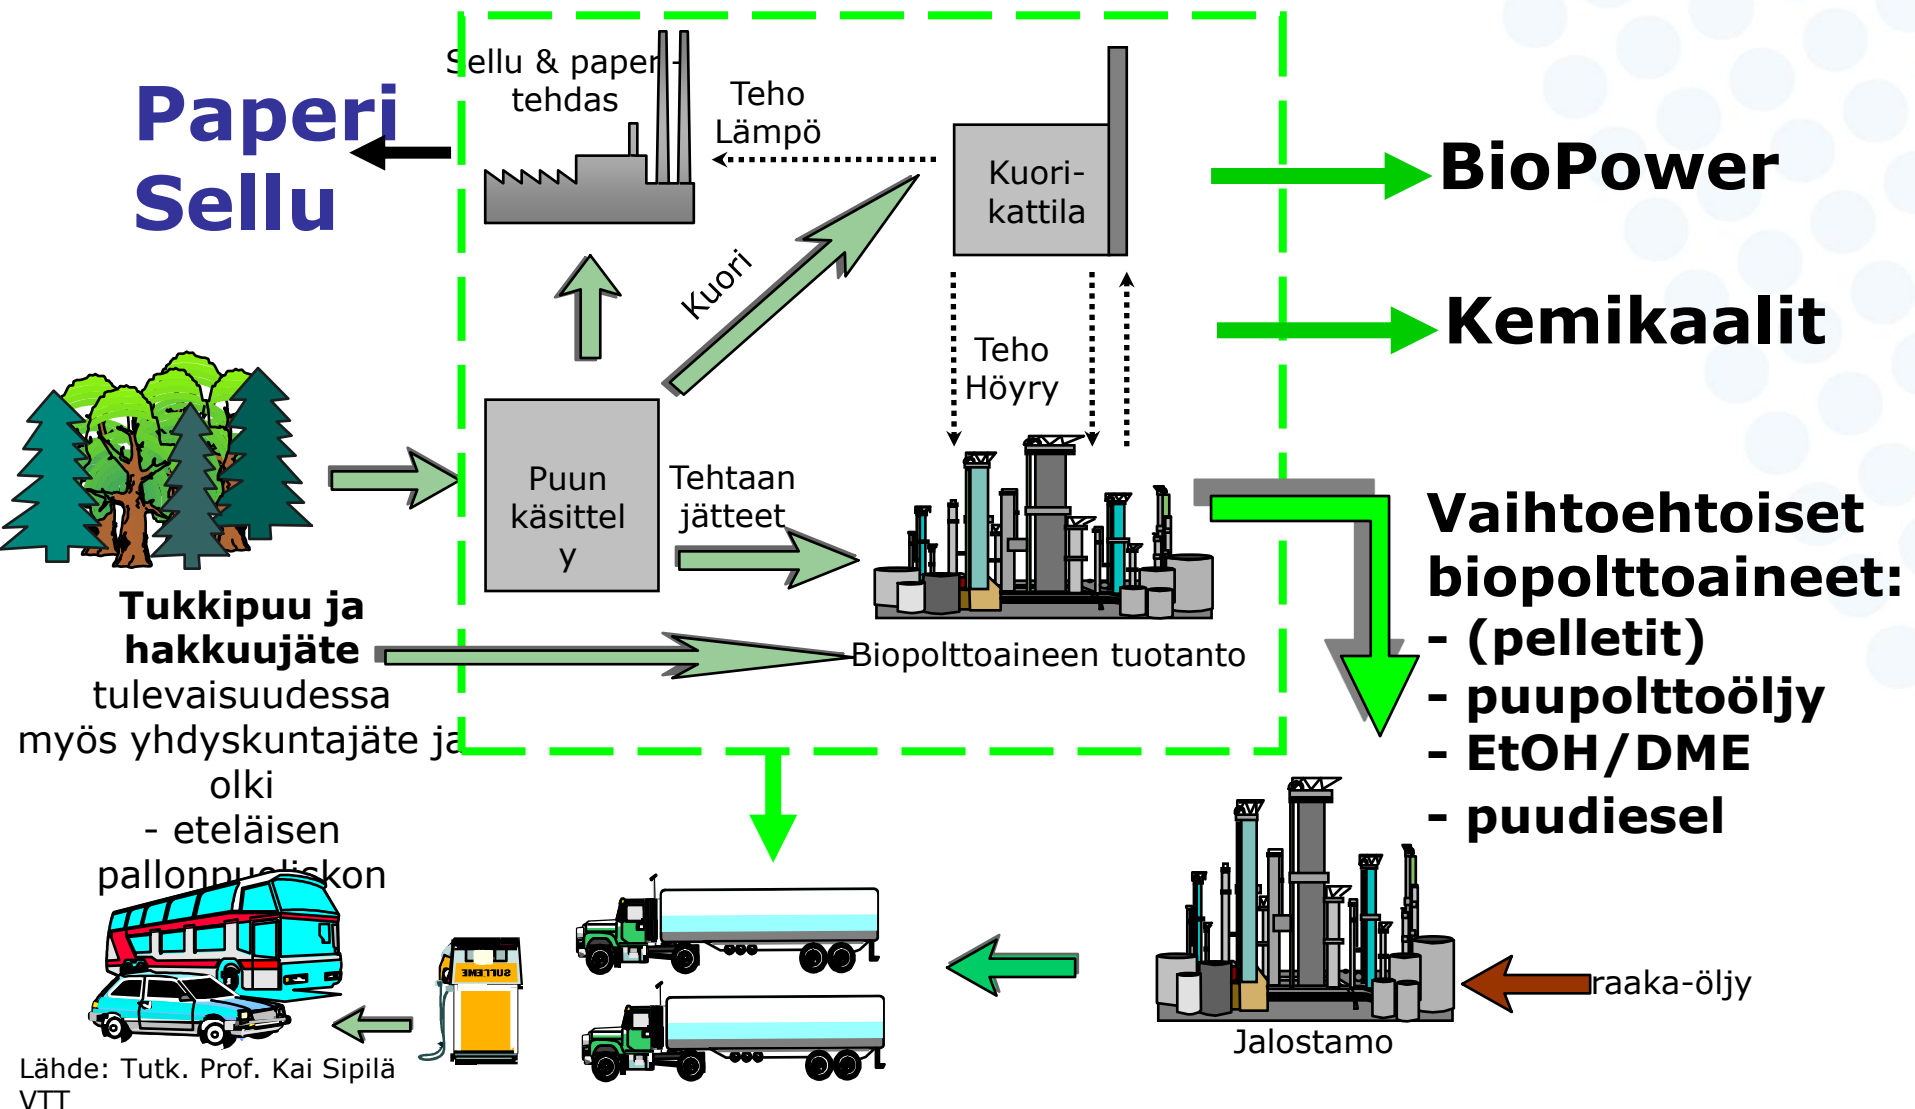 Sellu & paperi-
tehdas
Paperi
Sellu
Teho
Lämpö
Kuori-
kattila
BioPower
Kuori
Kemikaalit
Teho
Höyry
Puun
käsittel
y
Tehtaan
jätteet
Vaihtoehtoiset
biopolttoaineet:
- (pelletit)
- puupolttoöljy
- EtOH/DME
- puudiesel
Biopolttoaineen tuotanto
Tukkipuu ja
hakkuujäte
tulevaisuudessa
myös yhdyskuntajäte ja
olki
- eteläisen
pallonpuoliskon
raaka-öljy
Jalostamo
Lähde: Tutk. Prof. Kai Sipilä
VTT